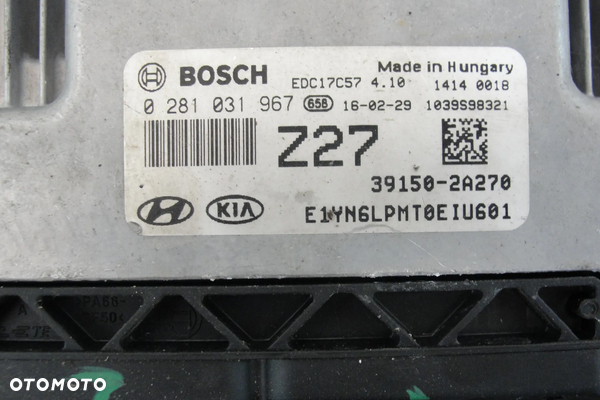 BOSCH
EDC17C57 4.10
Made in Hungary
1414 0018
0 281 031 967 658 16-02-29 1039S98321
Z27
39150-2A270
HYUNDAI KIA
E1YN6LPMT0EIU601
OTOMOTO